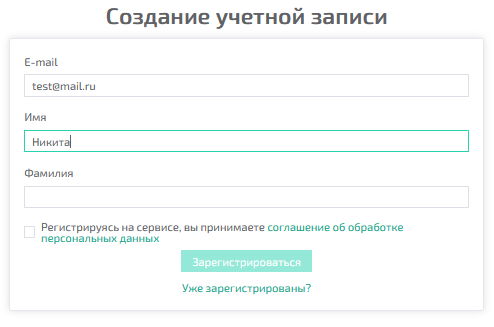 Создание учетной записи
E-mail
test@mail.ru
Имя
Никита
Фамилия
Регистрируясь на сервисе, вы принимаете соглашение об обработке
персональных данных
Зарегистрироваться
Уже зарегистрированы?